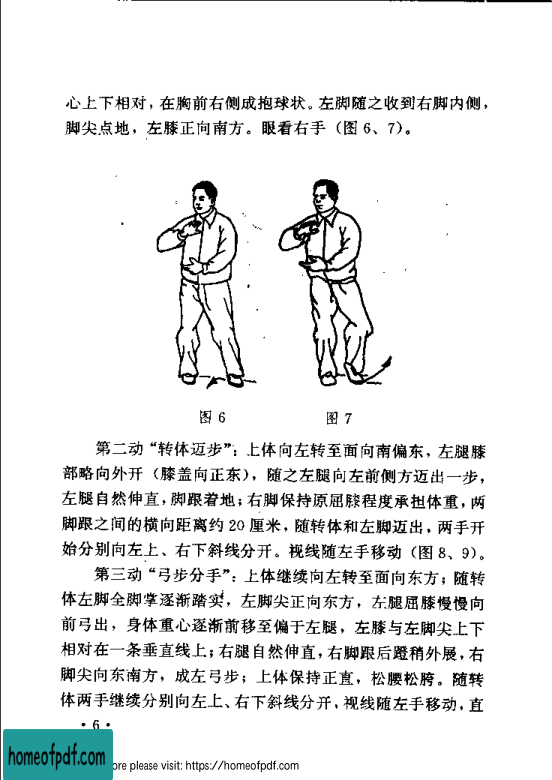 心上下相对，在胸前右侧成抱球状。左脚随之收到右脚内侧，
脚尖点地，左膝正向南方。眼看右手（图 6、7）。
图 6
图 7
第二动“转体迈步”：上体向左转至面向南偏东，左腿膝
部略向外开（膝盖向正东），随之左腿向左前侧方迈出一步，
左腿自然伸直，脚跟着地；右脚保持原屈膝程度承担体重，两
脚跟之间的横向距离约 20 厘米，随转体和左脚迈出，两手开
始分别向左上、右下斜线分开。视线随左手移动（图 8、9）。
第三动“弓步分手”：上体继续向左转至面向东方；随转
体左脚全脚掌逐渐踏实，左脚尖正向东方，左腿屈膝慢慢向
前弓出，身体重心逐渐前移至偏于左腿，左膝与左脚尖上下
相对在一条垂直线上；右腿自然伸直，右脚跟后蹬稍外展，右
脚尖向东南方，成左弓步；上体保持正直，松腰松胯。随转
体两手继续分别向左上、右下斜线分开，视线随左手移动，直
· 6 ·
homeofpdf.com
ore please visit: https://homeofpdf.com